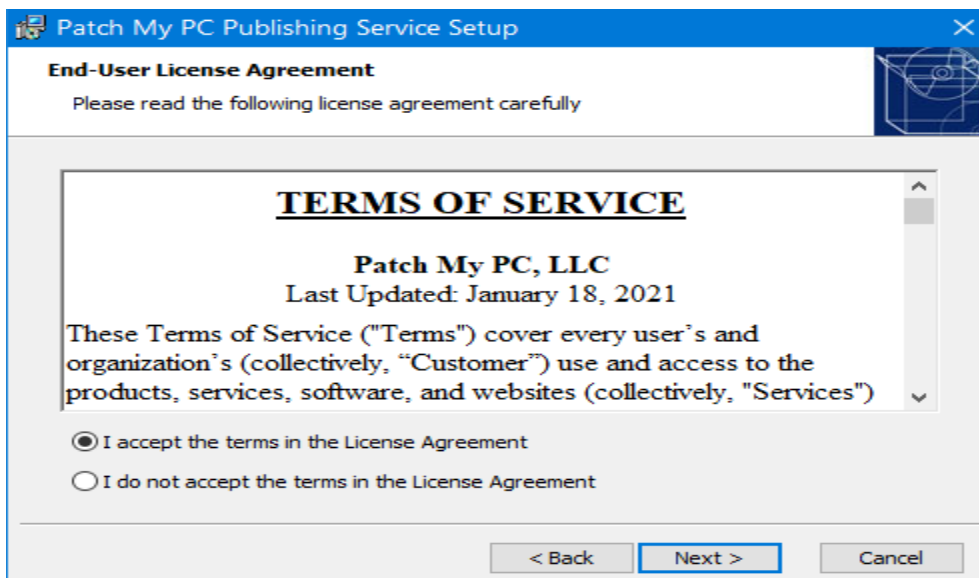 Patch My PC Publishing Service Setup
End-User License Agreement
Please read the following license agreement carefully
TERMS OF SERVICE
Patch My PC, LLC
Last Updated: January 18, 2021
These Terms of Service ("Terms") cover every user’s and
organization’s (collectively, “Customer”) use and access to the
products, services, software, and websites (collectively, "Services")
I accept the terms in the License Agreement
I do not accept the terms in the License Agreement
< Back Next > Cancel